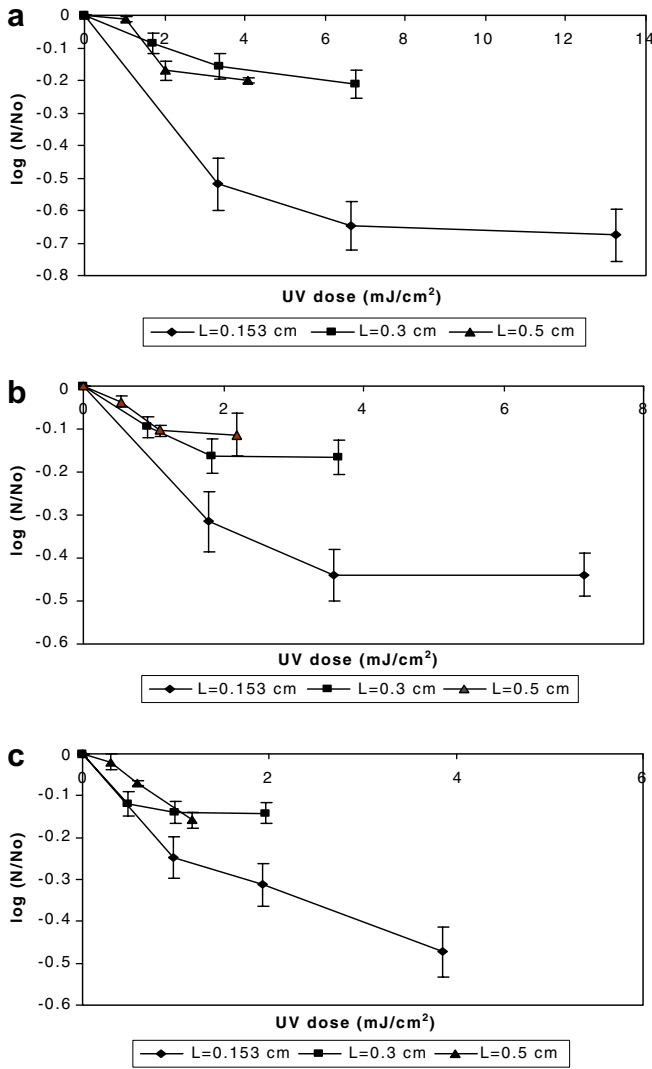 a
0
0 2 4 6 8 10 12 14
-0.1
-0.2
-0.3
-0.4
-0.5
-0.6
-0.7
-0.8
log (N/No)
UV dose (mJ/cm²)
L=0.153 cm L=0.3 cm L=0.5 cm
b
0
0 2 4 6 8
-0.1
-0.2
-0.3
-0.4
-0.5
-0.6
log (N/No)
UV dose (mJ/cm²)
L=0.153 cm L=0.3 cm L=0.5 cm
c
0
0 2 4 6
-0.1
-0.2
-0.3
-0.4
-0.5
-0.6
log (N/No)
UV dose (mJ/cm²)
L=0.153 cm L=0.3 cm L=0.5 cm